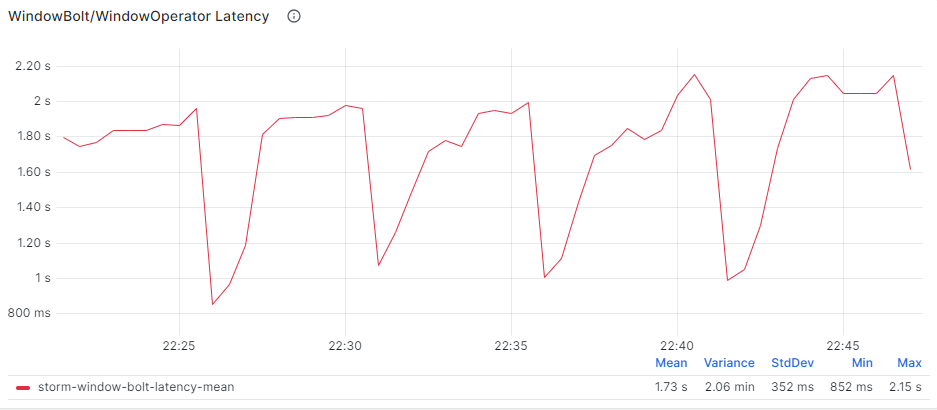 WindowBolt/WindowOperator Latency
2.20 s
2 s
1.80 s
1.60 s
1.40 s
1.20 s
1 s
800 ms
22:25 22:30 22:35 22:40 22:45
Mean Variance StdDev Min Max
storm-window-bolt-latency-mean 1.73 s 2.06 min 352 ms 852 ms 2.15 s